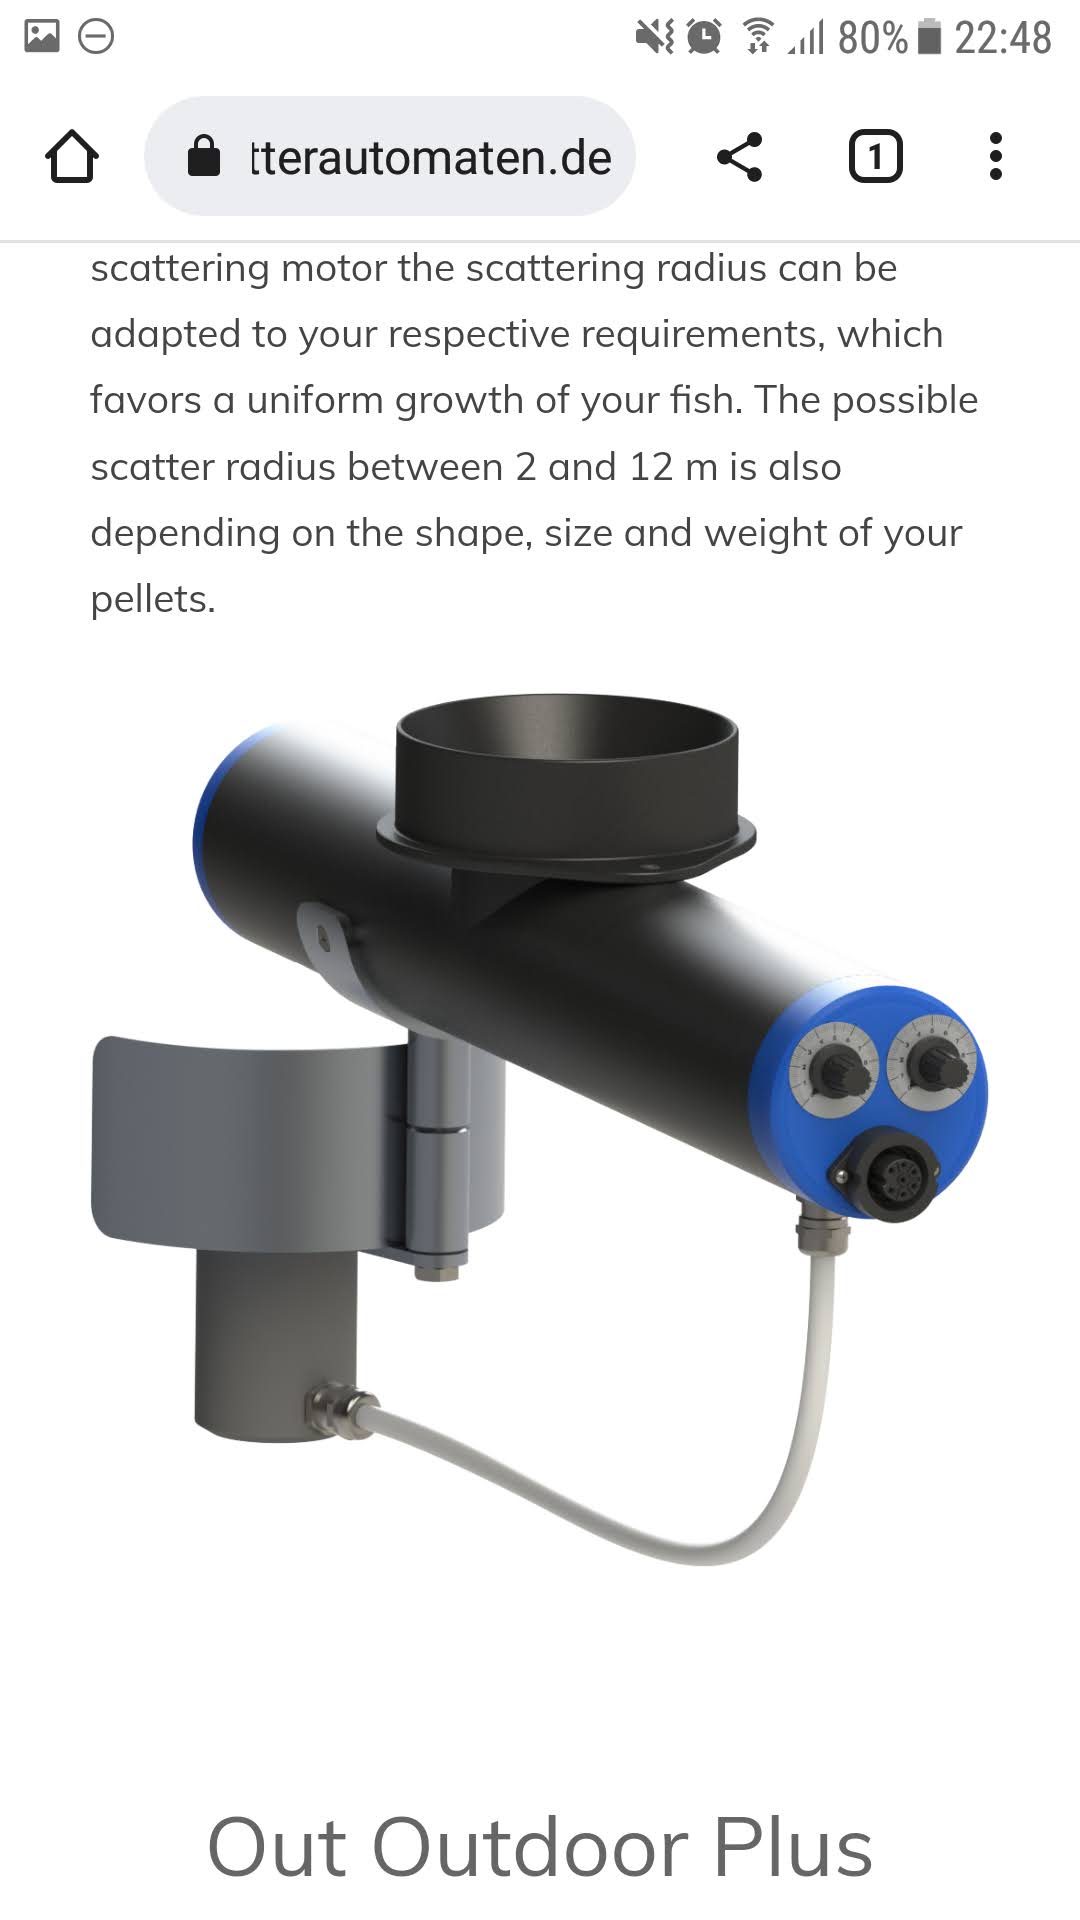 80% 22:48
tterautomaten.de
1
scattering motor the scattering radius can be
adapted to your respective requirements, which
favors a uniform growth of your fish. The possible
scatter radius between 2 and 12 m is also
depending on the shape, size and weight of your
pellets.
Out Outdoor Plus